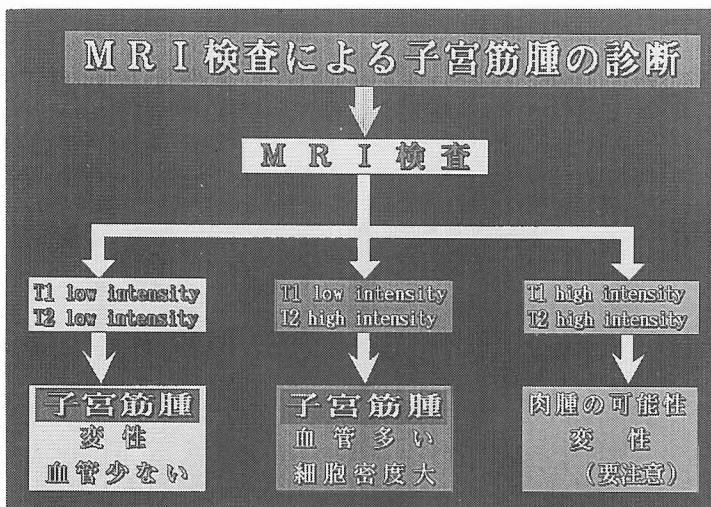 MRI検査による子宮筋腫の診断
MRI検査
T1 low intensity
T2 low intensity
T1 low intensity
T2 high intensity
T1 high intensity
T2 high intensity
子宮筋腫
変性
血管少ない
子宮筋腫
血管多い
細胞密度大
肉腫の可能性
変性
(要注意)